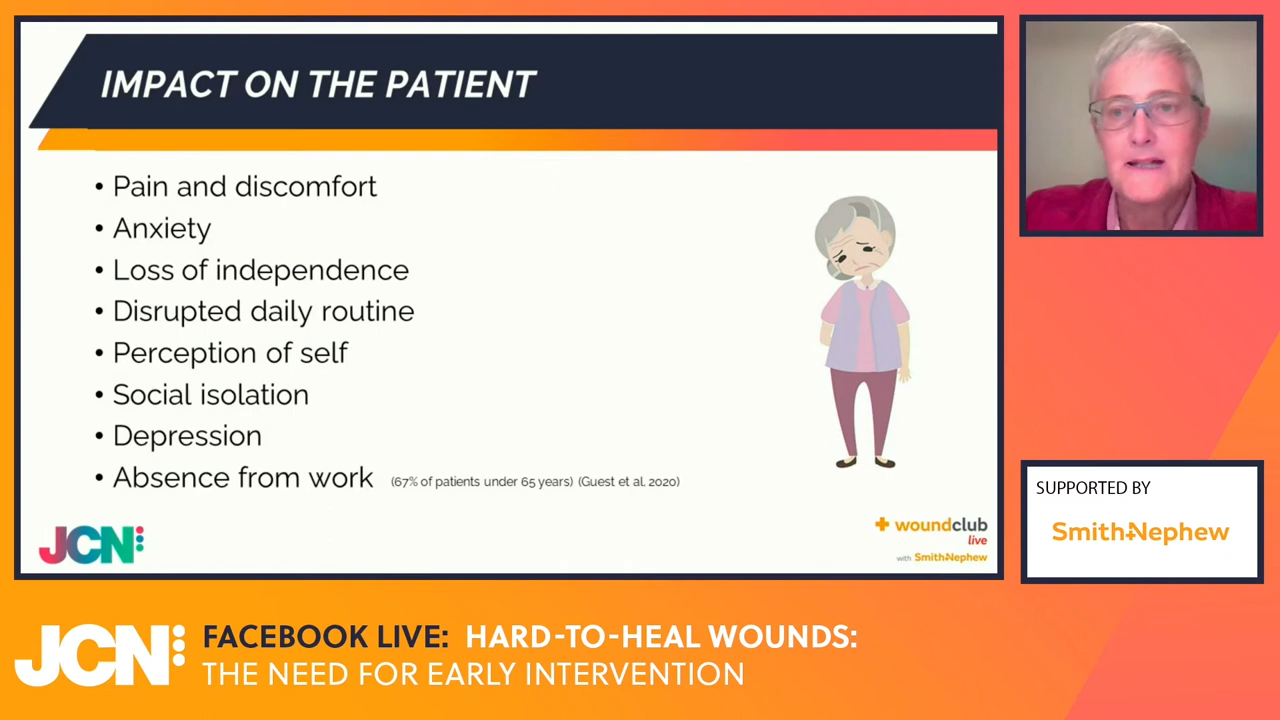 IMPACT ON THE PATIENT
• Pain and discomfort
• Anxiety
• Loss of independence
• Disrupted daily routine
• Perception of self
• Social isolation
• Depression
• Absence from work (67% of patients under 65 years) (Guest et al, 2020)
JCN
woundclub
live
with Smith+Nephew
SUPPORTED BY
Smith+Nephew
JCN
FACEBOOK LIVE: HARD-TO-HEAL WOUNDS:
THE NEED FOR EARLY INTERVENTION